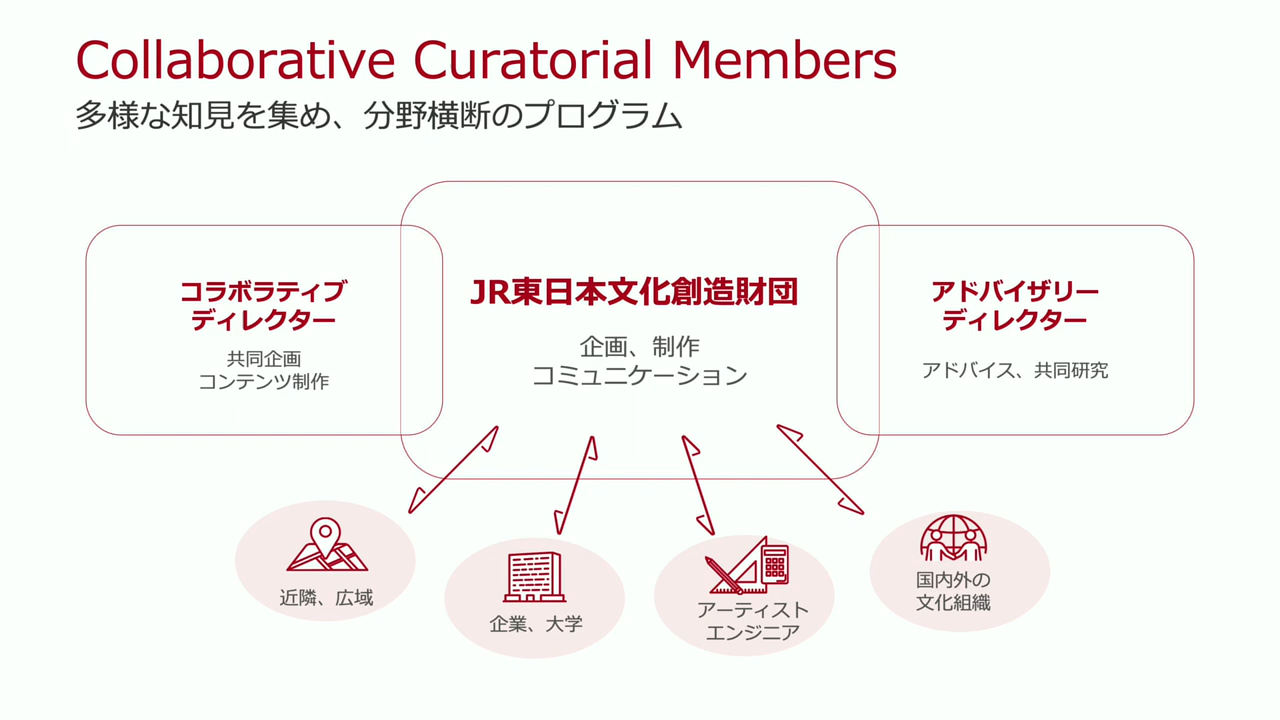 Collaborative Curatorial Members
多様な知見を集め、分野横断のプログラム
コラボラティブ
ディレクター
共同企画
コンテンツ制作
JR東日本文化創造財団
企画、制作
コミュニケーション
アドバイザリー
ディレクター
アドバイス、共同研究
近隣、広域
企業、大学
アーティスト
エンジニア
国内外の
文化組織